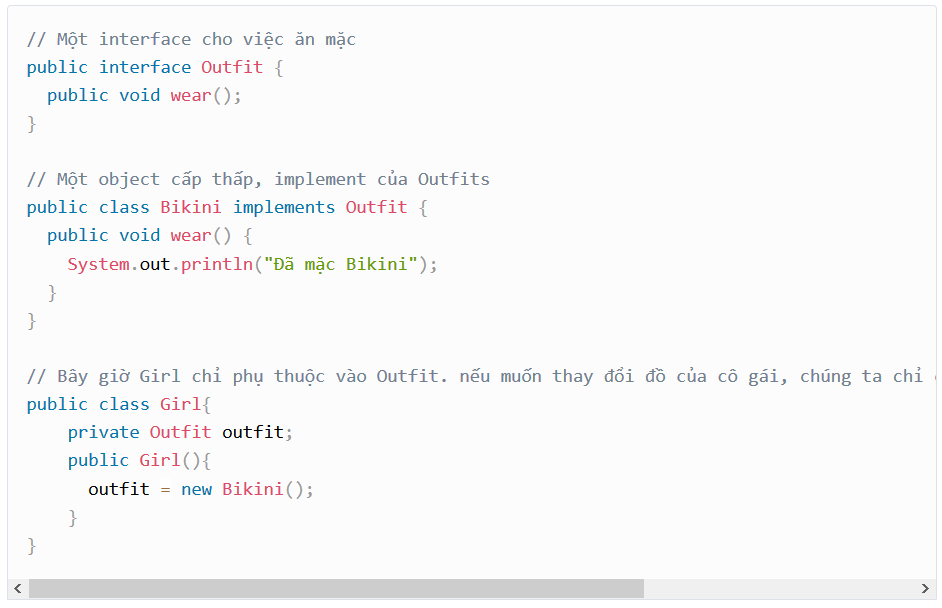 // Một interface cho việc ăn mặc
public interface Outfit {
  public void wear();
}
// Một object cấp thấp, implement của Outfits
public class Bikini implements Outfit {
  public void wear() {
    System.out.println("Đã mặc Bikini");
  }
}
// Bây giờ Girl chỉ phụ thuộc vào Outfit. nếu muốn thay đổi đồ của cô gái, chúng ta chỉ
public class Girl{
    private Outfit outfit;
    public Girl(){
      outfit = new Bikini();
    }
}